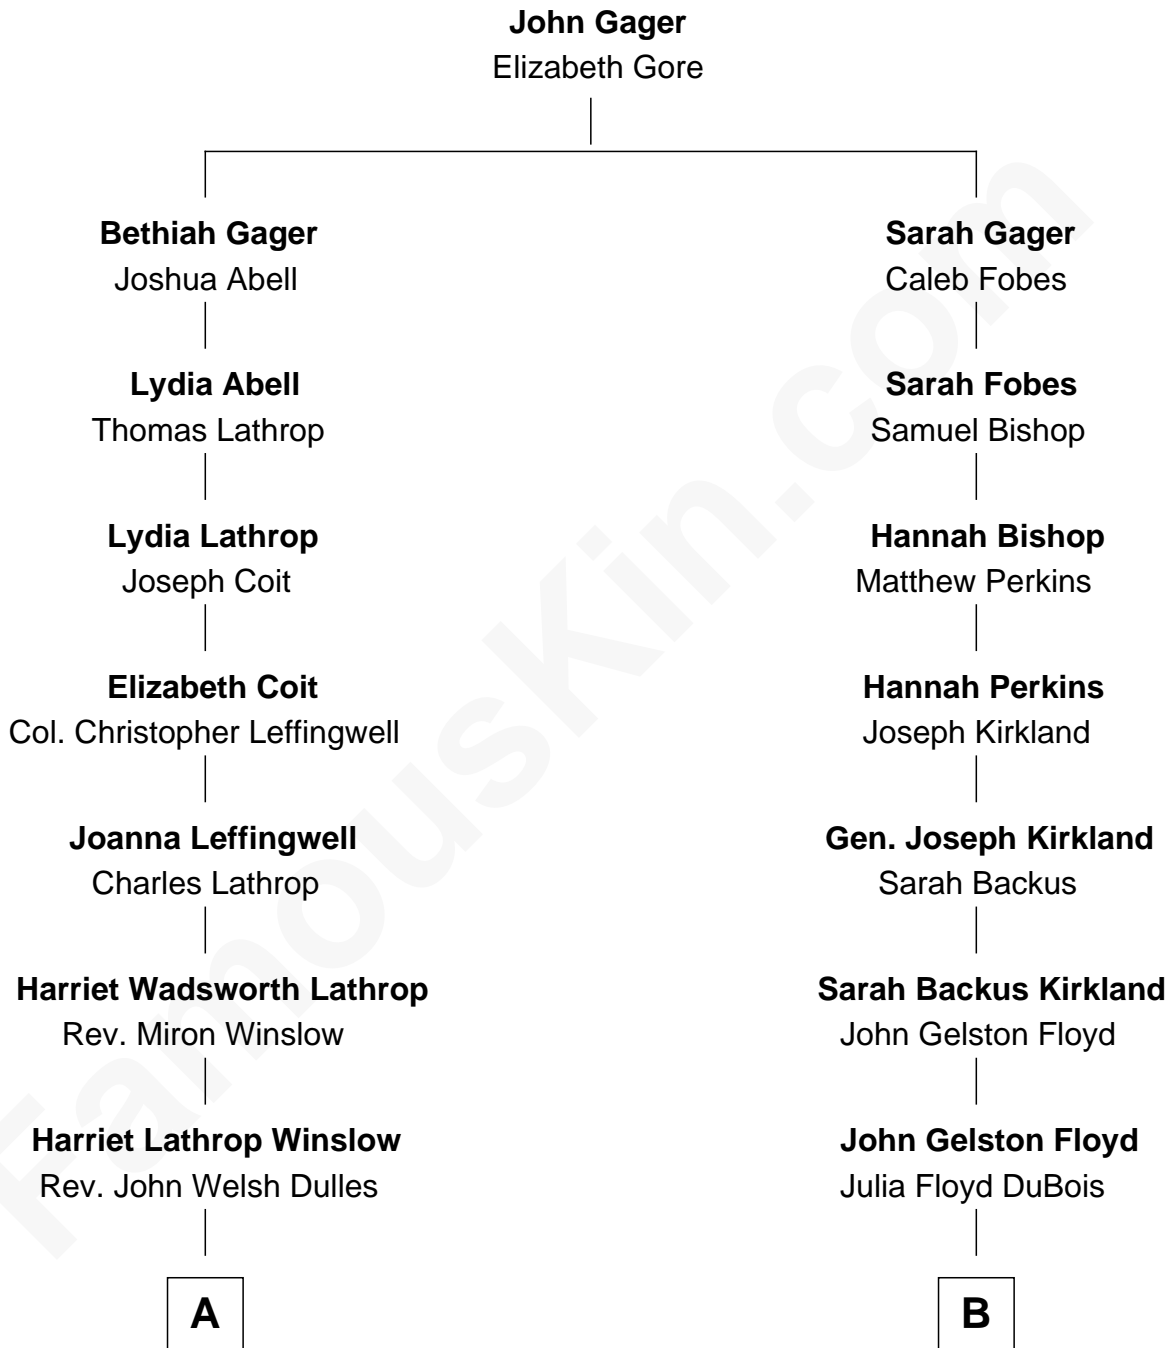 John Gager
Elizabeth Gore
Bethiah Gager
Joshua Abell
Sarah Gager
Caleb Fobes
Lydia Abell
Thomas Lathrop
Sarah Fobes
Samuel Bishop
Lydia Lathrop
Joseph Coit
Hannah Bishop
Matthew Perkins
Elizabeth Coit
Col. Christopher Leffingwell
Hannah Perkins
Joseph Kirkland
Joanna Leffingwell
Charles Lathrop
Gen. Joseph Kirkland
Sarah Backus
Harriet Wadsworth Lathrop
Rev. Miron Winslow
Sarah Backus Kirkland
John Gelston Floyd
Harriet Lathrop Winslow
Rev. John Welsh Dulles
John Gelston Floyd
Julia Floyd DuBois
A
B
FamousKin.com